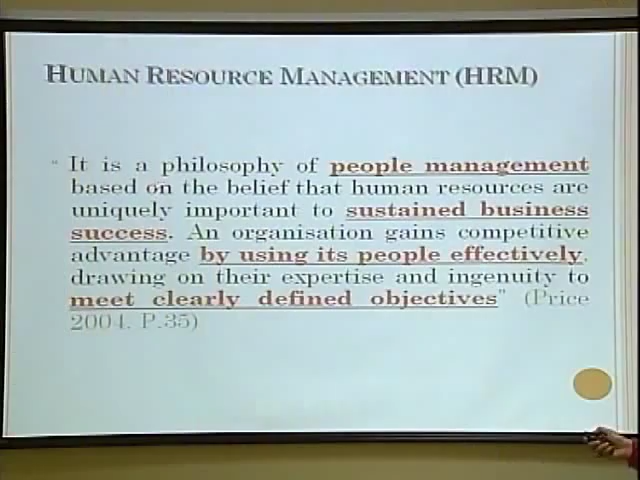 HUMAN RESOURCE MANAGEMENT (HRM)
“ It is a philosophy of people management
based on the belief that human resources are
uniquely important to sustained business
success. An organisation gains competitive
advantage by using its people effectively,
drawing on their expertise and ingenuity to
meet clearly defined objectives” (Price
2004. P.35)